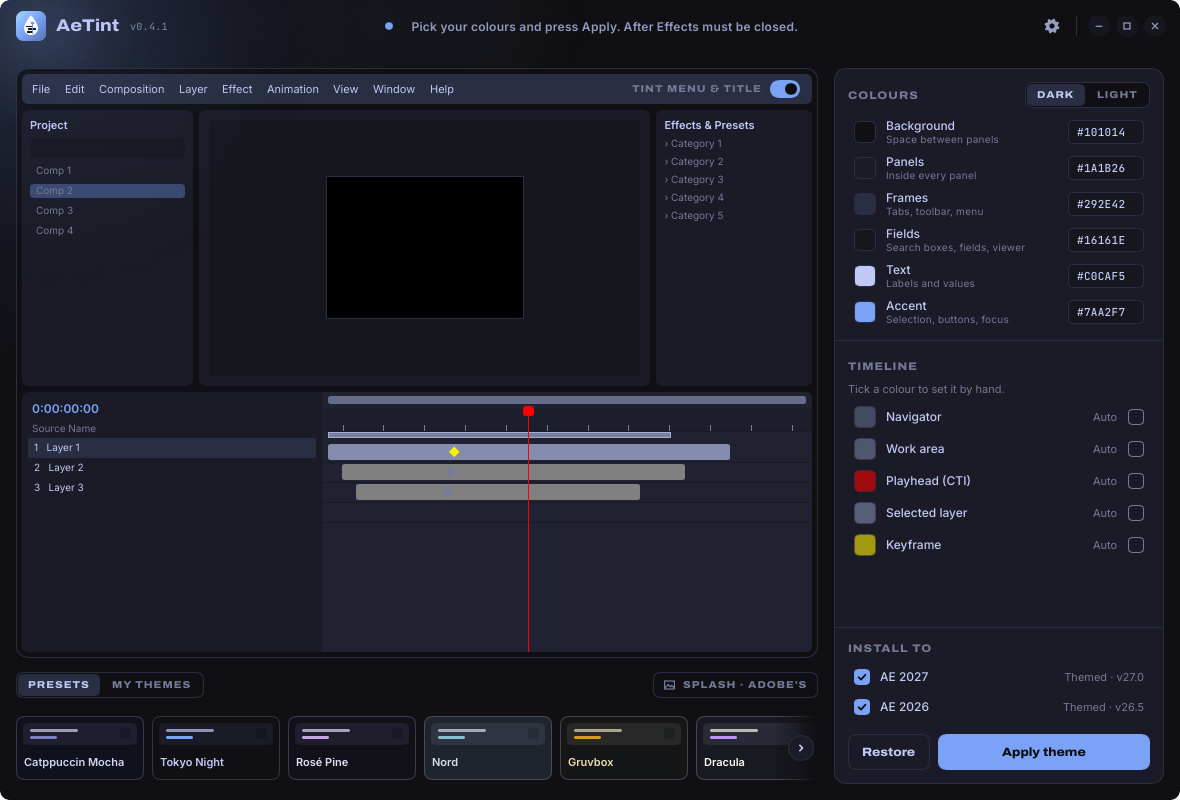 AeTint v0.4.1
Pick your colours and press Apply. After Effects must be closed.
File Edit Composition Layer Effect Animation View Window Help
TINT MENU & TITLE
Project
Comp 1
Comp 2
Comp 3
Comp 4
Effects & Presets
› Category 1
› Category 2
› Category 3
› Category 4
› Category 5
0:00:00:00
Source Name
1 Layer 1
2 Layer 2
3 Layer 3
PRESETS MY THEMES
SPLASH · ADOBE'S
Catppuccin Mocha
Tokyo Night
Rosé Pine
Nord
Gruvbox
Dracula
COLOURS
DARK LIGHT
Background
Space between panels
#101014
Panels
Inside every panel
#1A1B26
Frames
Tabs, toolbar, menu
#292E42
Fields
Search boxes, fields, viewer
#16161E
Text
Labels and values
#C0CAF5
Accent
Selection, buttons, focus
#7AA2F7
TIMELINE
Tick a colour to set it by hand.
Navigator Auto
Work area Auto
Playhead (CTI) Auto
Selected layer Auto
Keyframe Auto
INSTALL TO
AE 2027 Themed · v27.0
AE 2026 Themed · v26.5
Restore
Apply theme